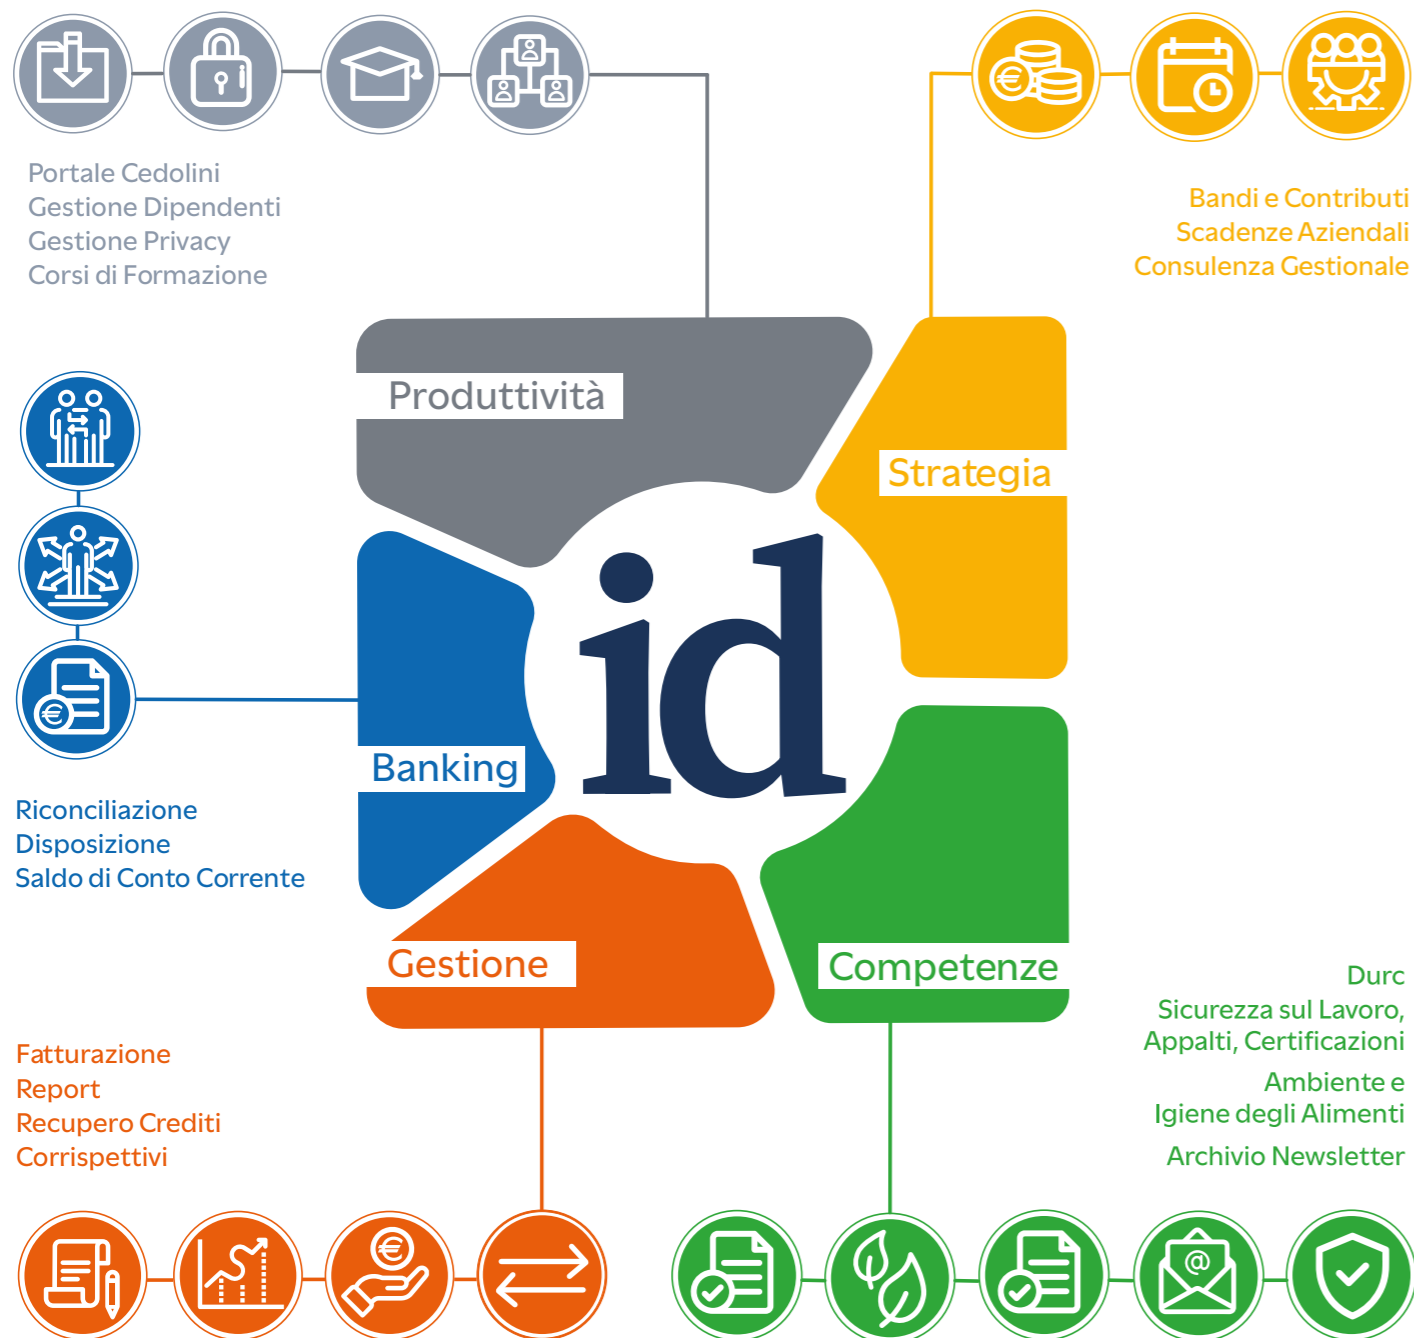 Portale Cedolini
Gestione Dipendenti
Gestione Privacy
Corsi di Formazione
Bandi e Contributi
Scadenze Aziendali
Consulenza Gestionale
Produttività
Strategia
id
Banking
Riconciliazione
Disposizione
Saldo di Conto Corrente
Gestione
Competenze
Fatturazione
Report
Recupero Crediti
Corrispettivi
Durc
Sicurezza sul Lavoro,
Appalti, Certificazioni
Ambiente e
Igiene degli Alimenti
Archivio Newsletter